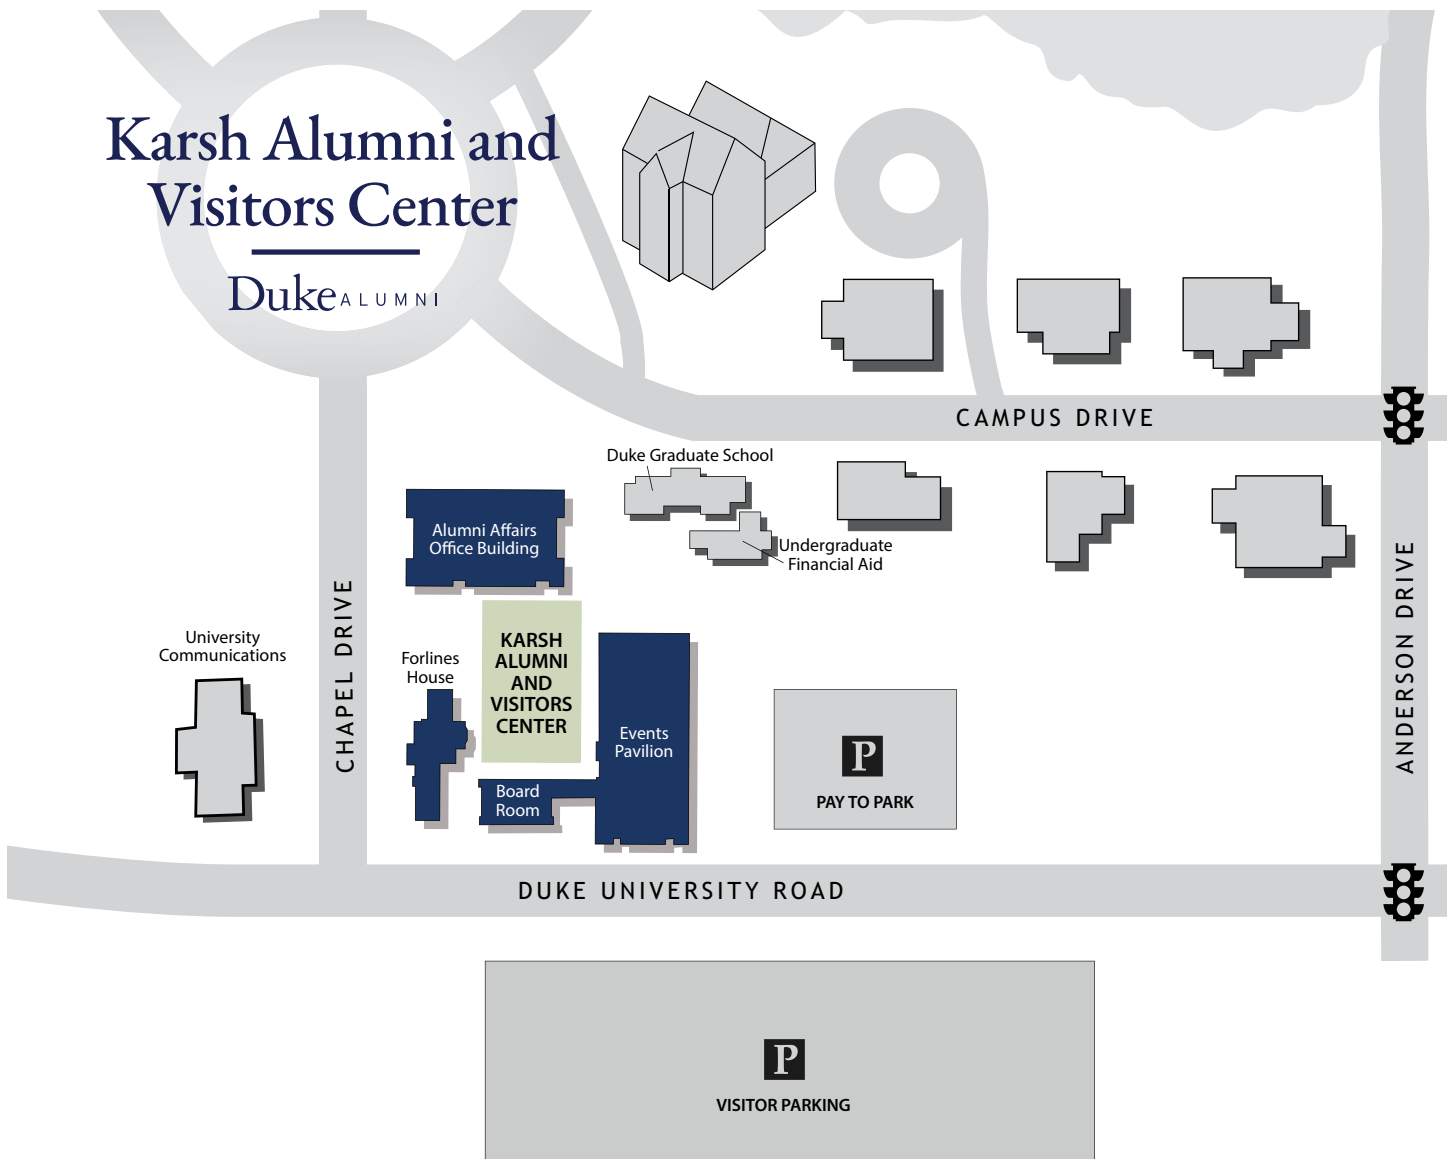 Karsh Alumni and
Visitors Center
Duke ALUMNI
CAMPUS DRIVE
Duke Graduate School
Alumni Affairs
Office Building
Undergraduate
Financial Aid
ANDERSON DRIVE
CHAPEL DRIVE
University
Communications
Forlines
House
KARSH
ALUMNI
AND
VISITORS
CENTER
Events
Pavilion
Board
Room
P
PAY TO PARK
DUKE UNIVERSITY ROAD
P
VISITOR PARKING